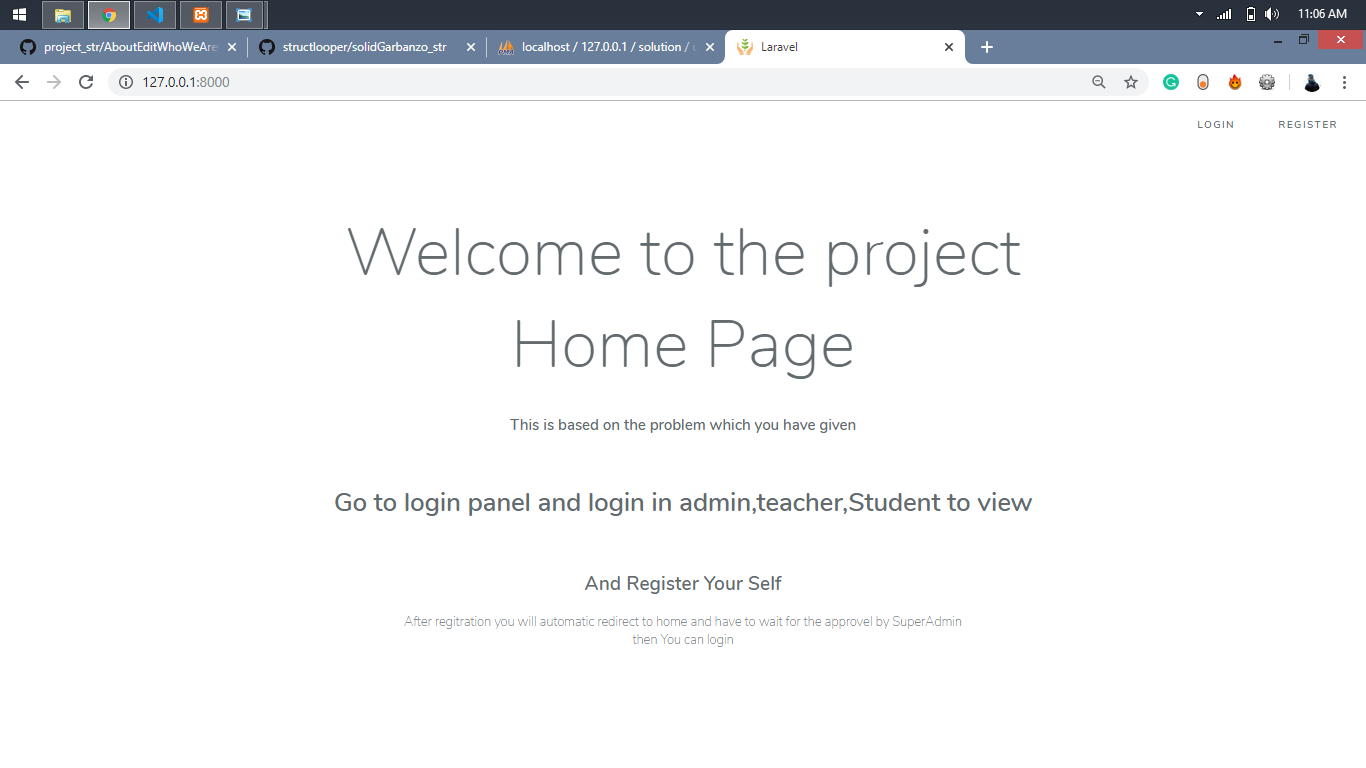 11:06 AM
project_str/AboutEditWhoWeAre
structlooper/solidGarbanzo_str
localhost / 127.0.0.1 / solution /
Laravel
127.0.0.1:8000
LOGIN
REGISTER
Welcome to the project
Home Page
This is based on the problem which you have given
Go to login panel and login in admin,teacher,Student to view
And Register Your Self
After regitration you will automatic redirect to home and have to wait for the approvel by SuperAdmin
then You can login